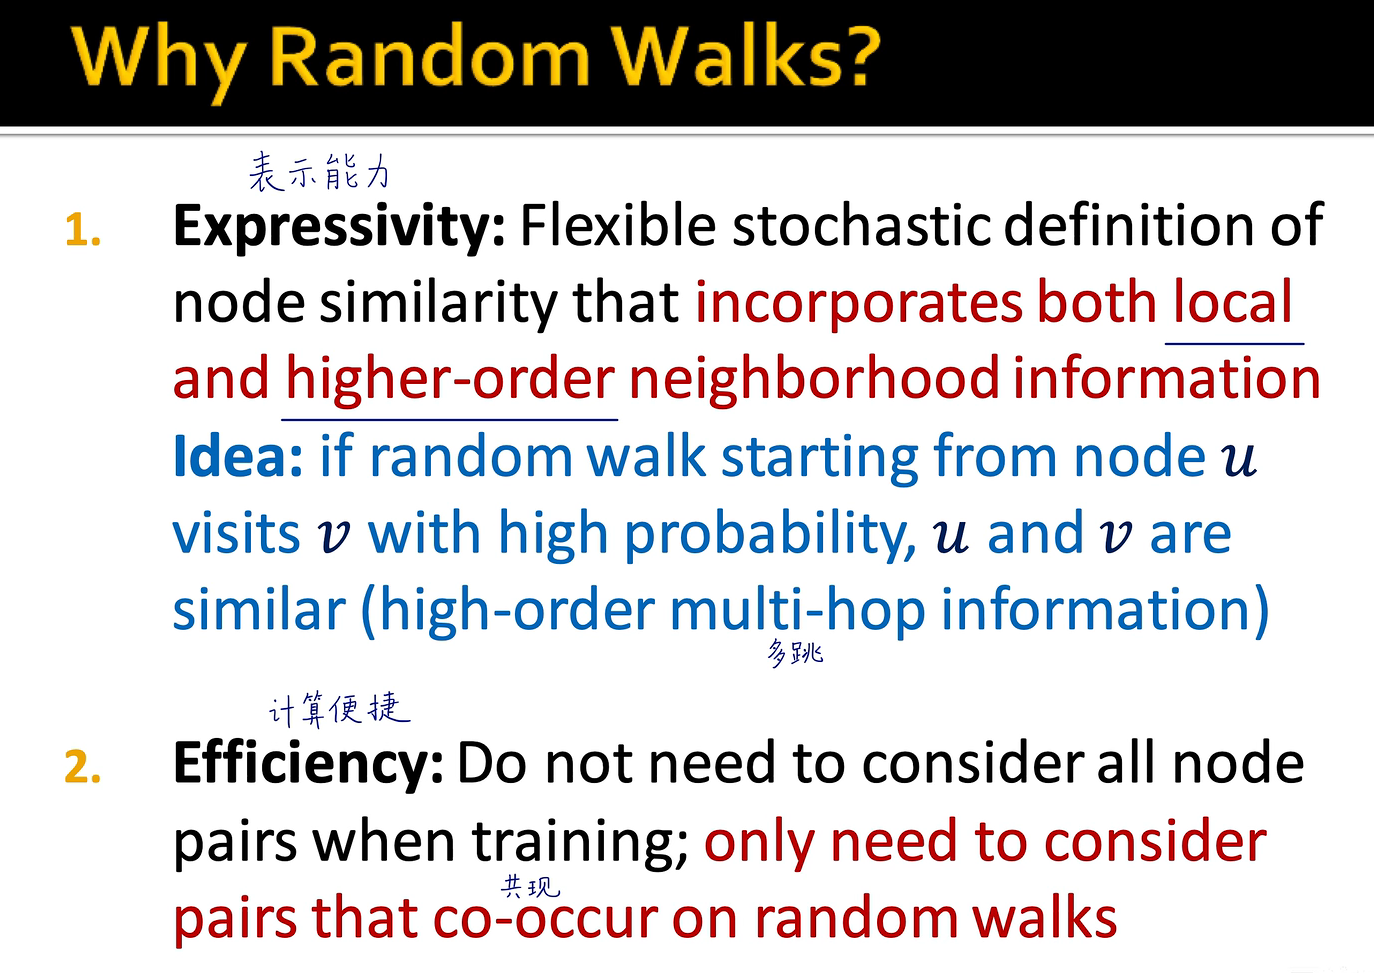 Why Random Walks?
表示能力
1. Expressivity: Flexible stochastic definition of
node similarity that incorporates both local
and higher-order neighborhood information
Idea: if random walk starting from node u
visits v with high probability, u and v are
similar (high-order multi-hop information)
多跳
计算便捷
2. Efficiency: Do not need to consider all node
pairs when training; only need to consider
共现
pairs that co-occur on random walks